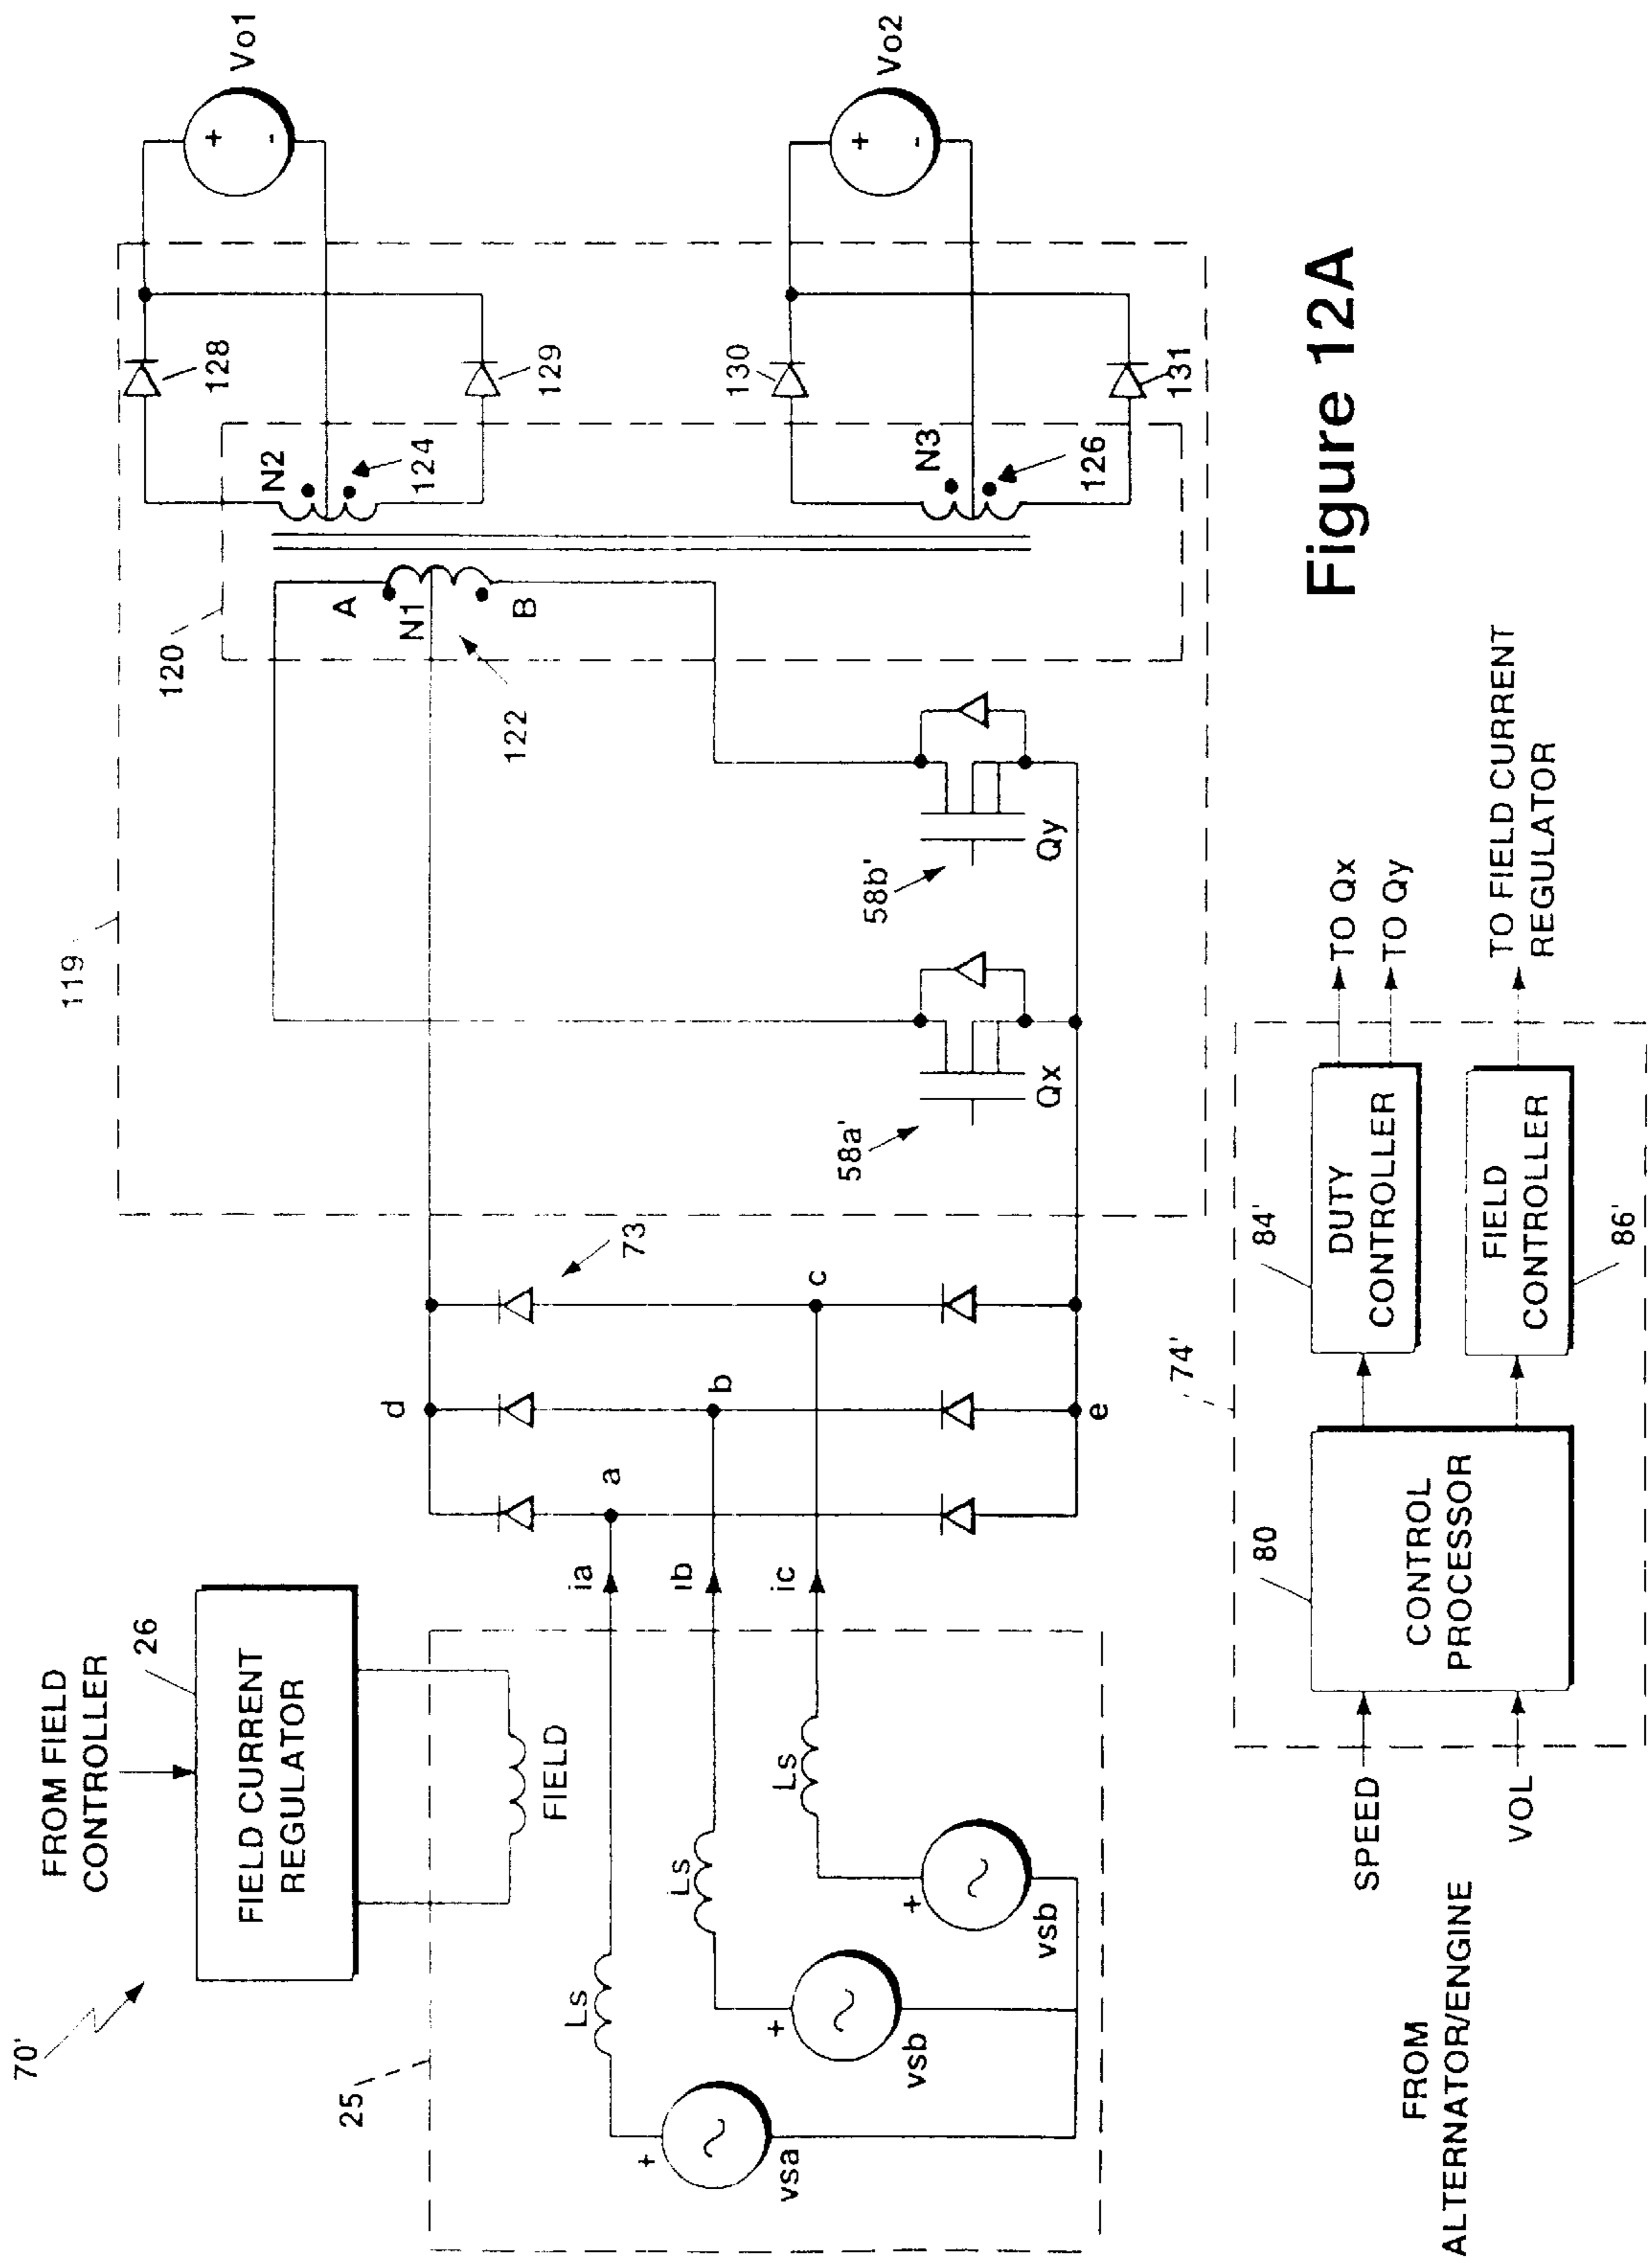 70'
FROM FIELD
CONTROLLER
26
FIELD CURRENT
REGULATOR
FIELD
25
Ls
Ls
Ls
+
+
+
vsa
vsb
vsb
ia
ib
ic
a
b
c
d
e
73
119
120
122
A
N1
B
N2
124
N3
126
128
129
130
131
+
-
Vo1
+
-
Vo2
58a'
Qx
58b'
Qy
FROM
ALTERNATOR/ENGINE
SPEED
VOL
80
CONTROL
PROCESSOR
74'
84'
DUTY
CONTROLLER
FIELD
CONTROLLER
86'
TO Qx
TO Qy
TO FIELD CURRENT
REGULATOR
Figure 12A